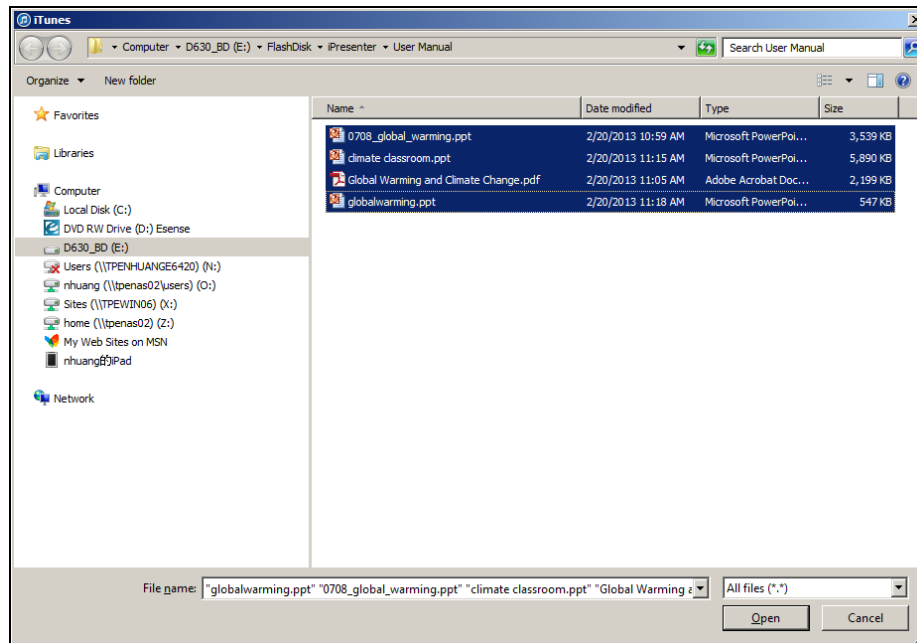 iTunes
Computer D630_BD (E:) FlashDisk iPresenter User Manual Search User Manual
Organize New folder
Favorites
Libraries
Computer
Local Disk (C:)
DVD RW Drive (D:) Esense
D630_BD (E:)
Users (\\TPENHUANGE6420) (N:)
nhuang (\\tpenas02\users) (O:)
Sites (\\TPEWIN06) (X:)
home (\\tpenas02) (Z:)
My Web Sites on MSN
nhuang的iPad
Network
Name Date modified Type Size
0708_global_warming.ppt 2/20/2013 10:59 AM Microsoft PowerPoi... 3,539 KB
climate classroom.ppt 2/20/2013 11:15 AM Microsoft PowerPoi... 5,890 KB
Global Warming and Climate Change.pdf 2/20/2013 11:05 AM Adobe Acrobat Doc... 2,199 KB
globalwarming.ppt 2/20/2013 11:18 AM Microsoft PowerPoi... 547 KB
File name: "globalwarming.ppt" "0708_global_warming.ppt" "climate classroom.ppt" "Global Warming a All files (*.*)
Open Cancel